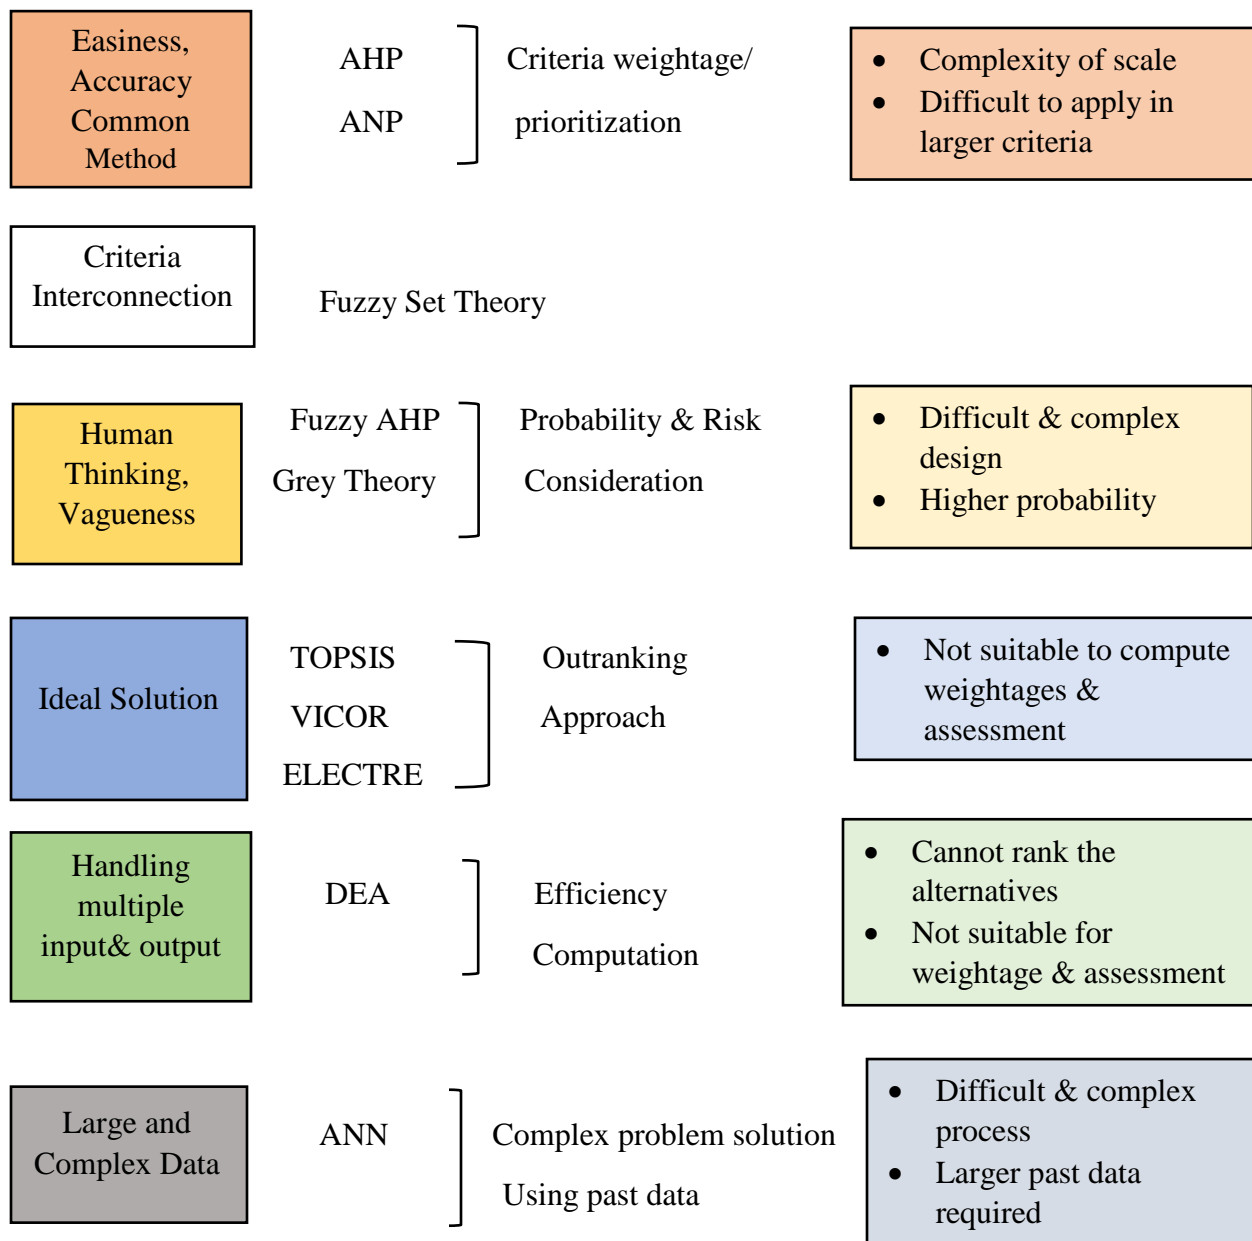 Easiness,
Accuracy
Common
Method
AHP
ANP
Criteria weightage/
prioritization
• Complexity of scale
• Difficult to apply in
larger criteria
Criteria
Interconnection
Fuzzy Set Theory
Human
Thinking,
Vagueness
Fuzzy AHP
Grey Theory
Probability & Risk
Consideration
• Difficult & complex
design
• Higher probability
Ideal Solution
TOPSIS
VICOR
ELECTRE
Outranking
Approach
• Not suitable to compute
weightages &
assessment
Handling
multiple
input& output
DEA
Efficiency
Computation
• Cannot rank the
alternatives
• Not suitable for
weightage & assessment
Large and
Complex Data
ANN
Complex problem solution
Using past data
• Difficult & complex
process
• Larger past data
required